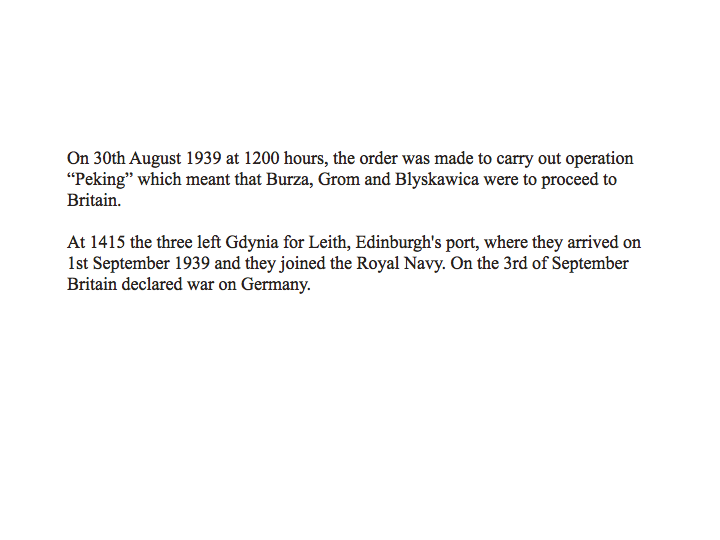 On 30th August 1939 at 1200 hours, the order was made to carry out operation
“Peking” which meant that Burza, Grom and Blyskawica were to proceed to
Britain.
At 1415 the three left Gdynia for Leith, Edinburgh's port, where they arrived on
1st September 1939 and they joined the Royal Navy. On the 3rd of September
Britain declared war on Germany.